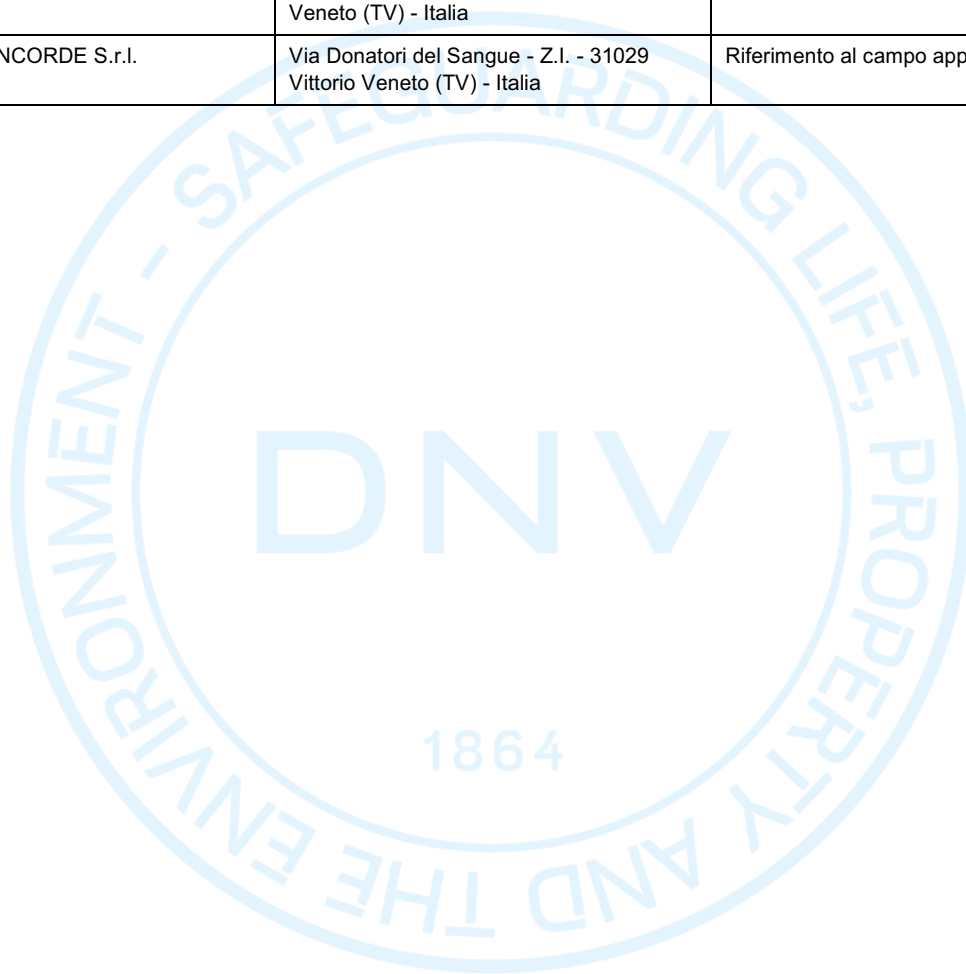 Veneto (TV) - Italia
NCORDE S.r.l.
Via Donatori del Sangue - Z.I. - 31029
Vittorio Veneto (TV) - Italia
Riferimento al campo app
SAFEGUARDING LIFE, PROPERTY AND THE ENVIRONMENT -
DNV
1864